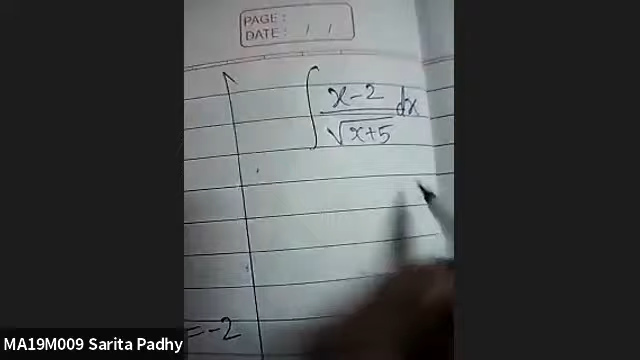 PAGE :
DATE : / /
∫ x-2 / √x+5 dx
= -2
MA19M009 Sarita Padhy